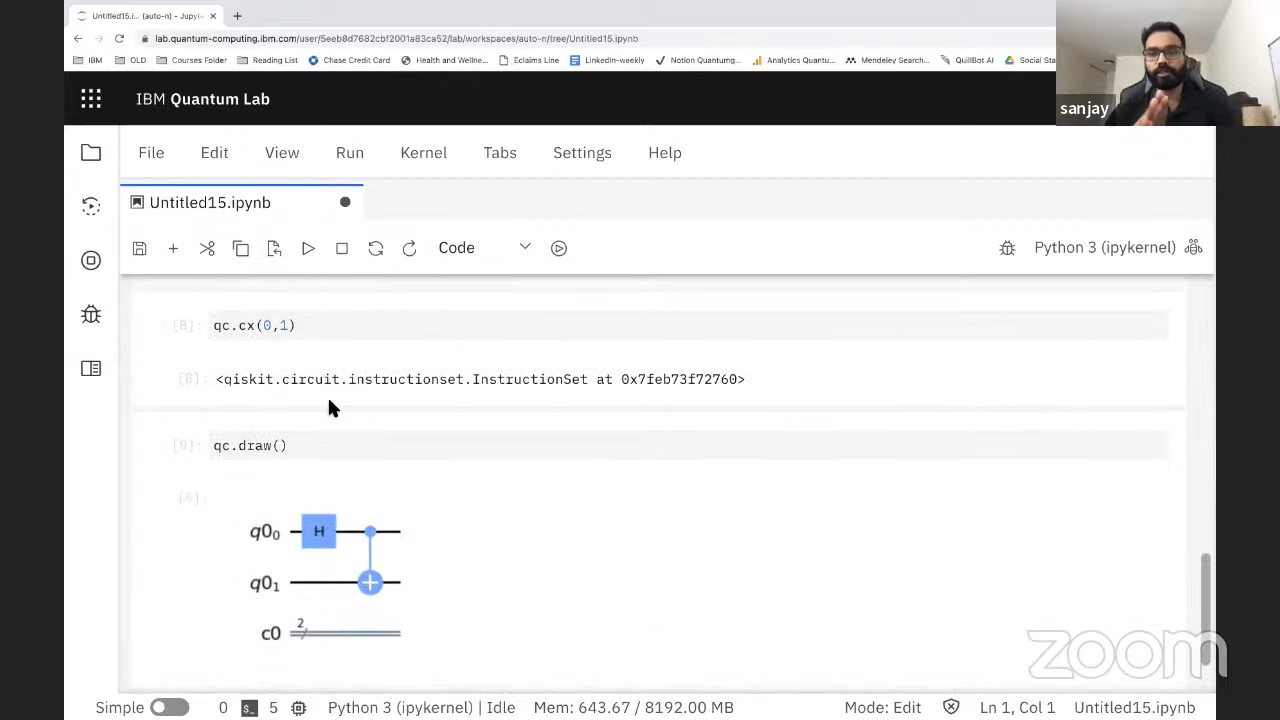 Untitled15.i… (auto-n) - Jupyte
lab.quantum-computing.ibm.com/user/5eeb8d7682cbf2001a83ca52/lab/workspaces/auto-n/tree/Untitled15.ipynb
IBM OLD Courses Folder Reading List Chase Credit Card Health and Wellne… Eclaims Line LinkedIn-weekly Notion Quantumg… Analytics Quantu… Mendeley Search… QuillBot AI Social Sta
sanjay
IBM Quantum Lab
File Edit View Run Kernel Tabs Settings Help
Untitled15.ipynb
Code Python 3 (ipykernel)
[8]: qc.cx(0,1)
[8]: <qiskit.circuit.instructionset.InstructionSet at 0x7feb73f72760>
[9]: qc.draw()
q0₀ H
q0₁ +
2
c0
zoom
Simple 0 $_ 5 Python 3 (ipykernel) | Idle Mem: 643.67 / 8192.00 MB Mode: Edit Ln 1, Col 1 Untitled15.ipynb